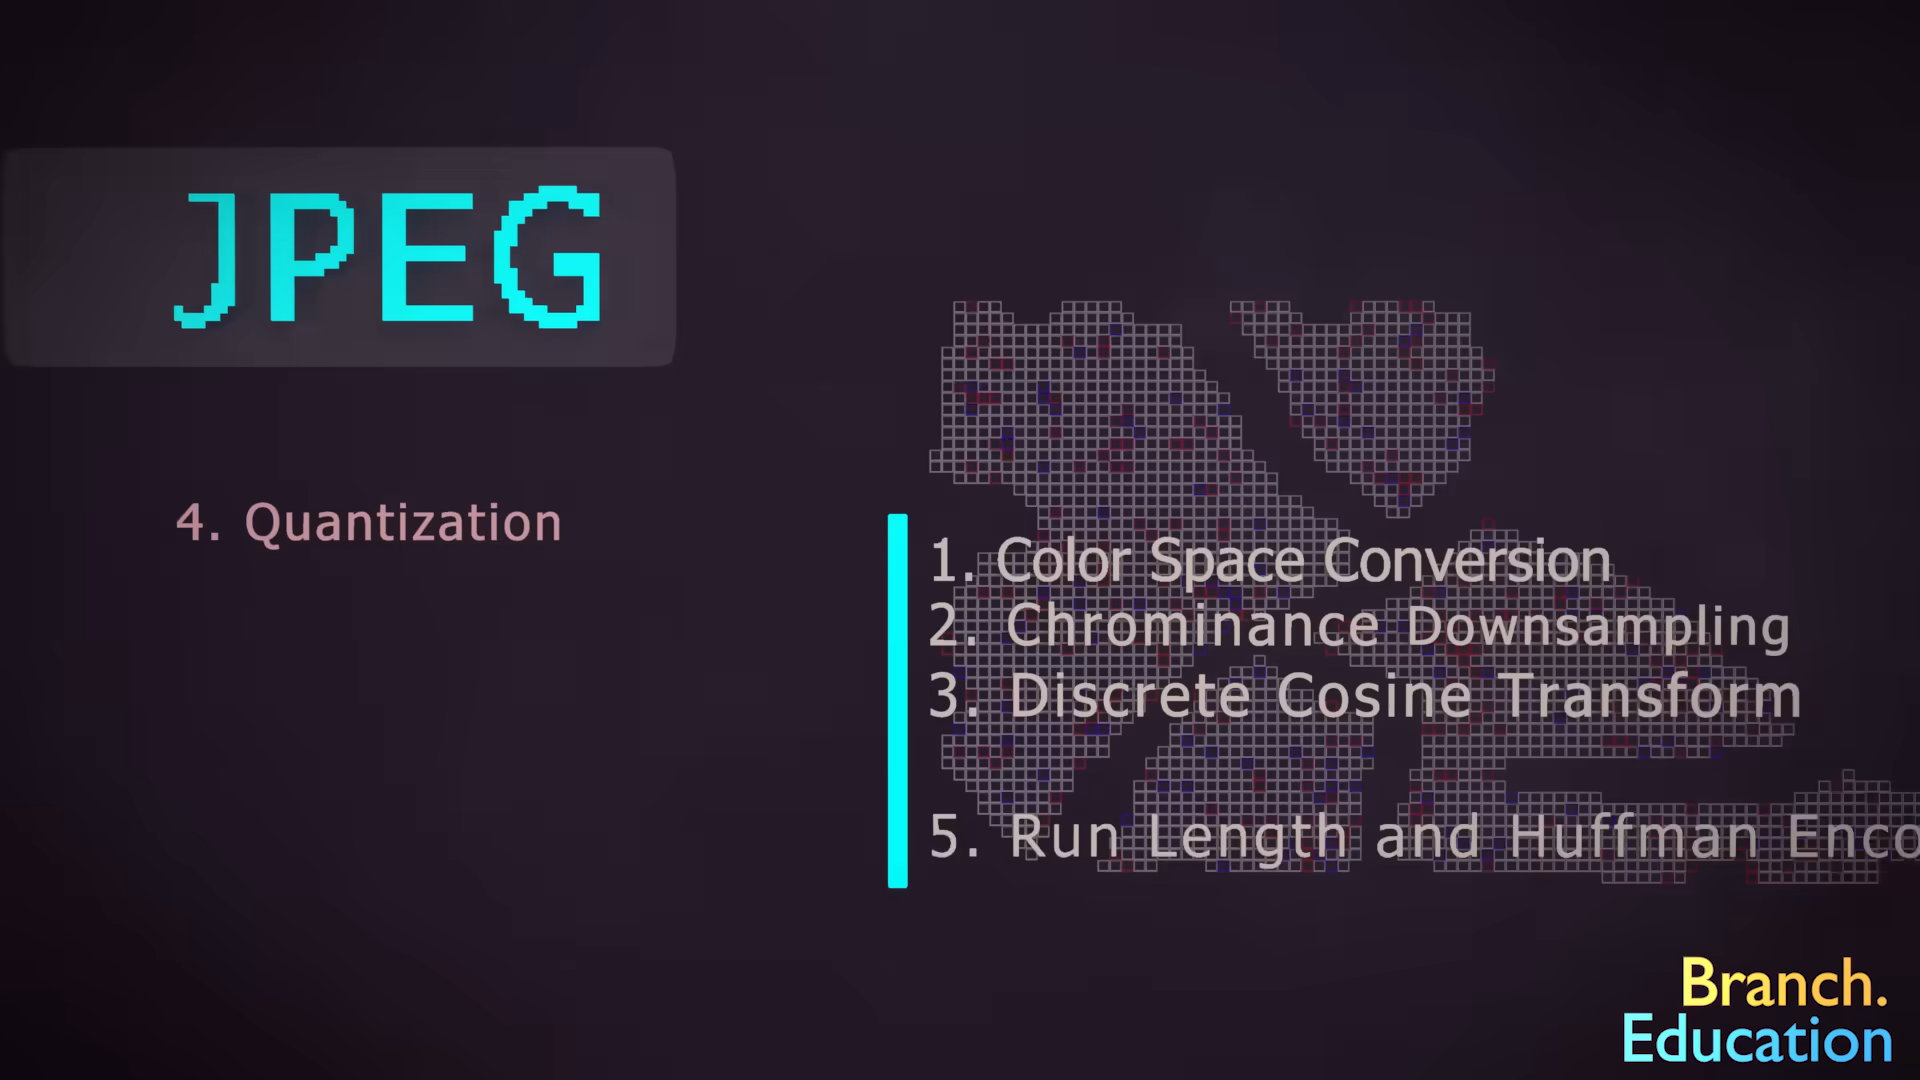 JPEG
4. Quantization
1. Color Space Conversion
2. Chrominance Downsampling
3. Discrete Cosine Transform
5. Run Length and Huffman Enco
Branch.
Education